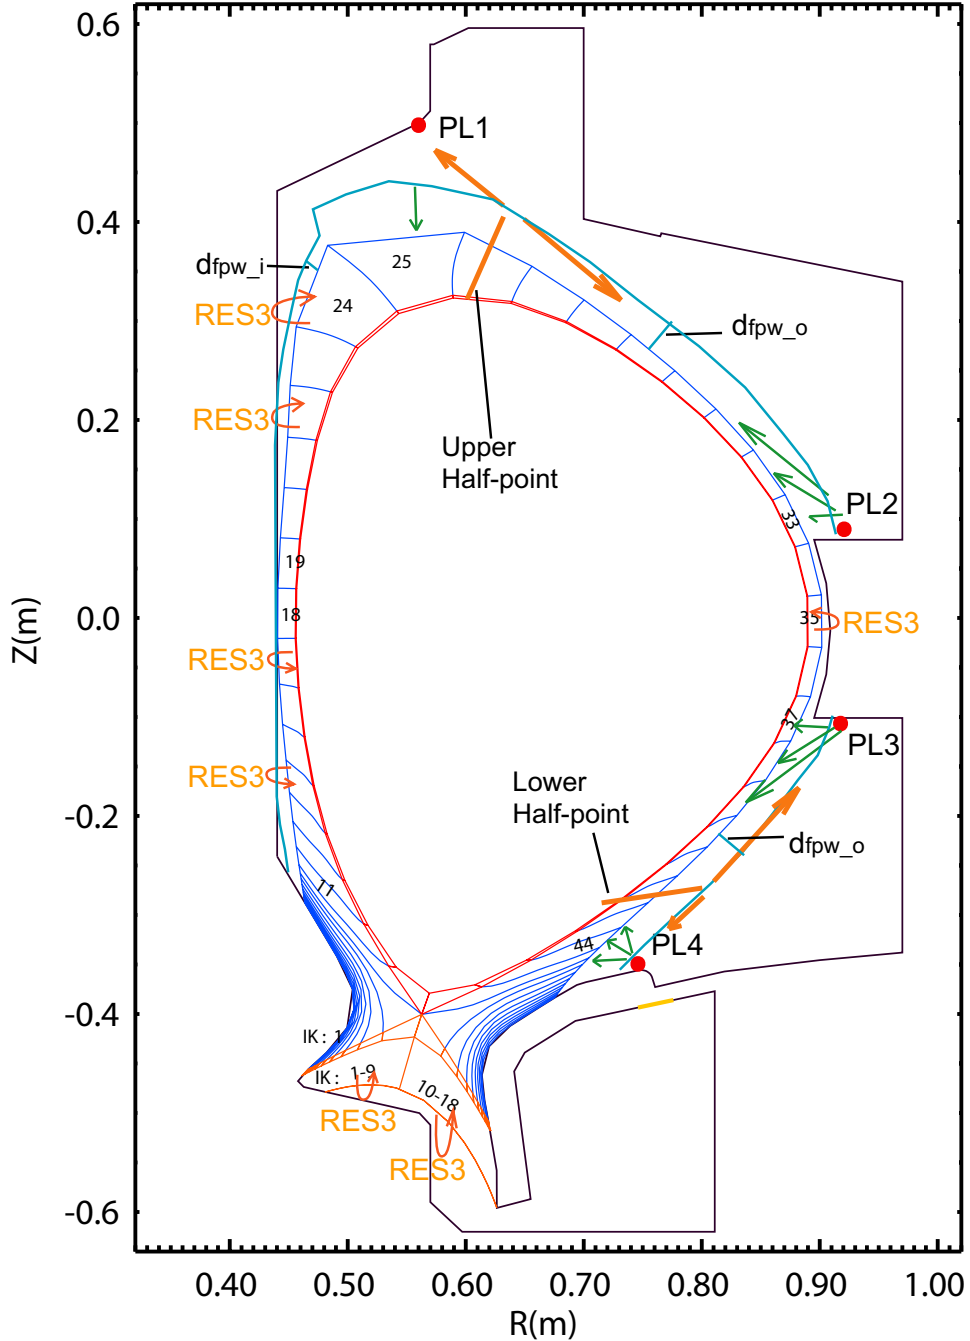 0.6
PL1
0.4
dfpw_i
25
RES3
24
dfpw_o
RES3
0.2
Upper
Half-point
PL2
33
19
Z(m)
0.0
18
35
RES3
RES3
37
PL3
RES3
Lower
Half-point
-0.2
dfpw_o
11
44
PL4
-0.4
IK: 1
IK: 1-9
10-18
RES3
RES3
-0.6
0.40
0.50
0.60
0.70
0.80
0.90
1.00
R(m)